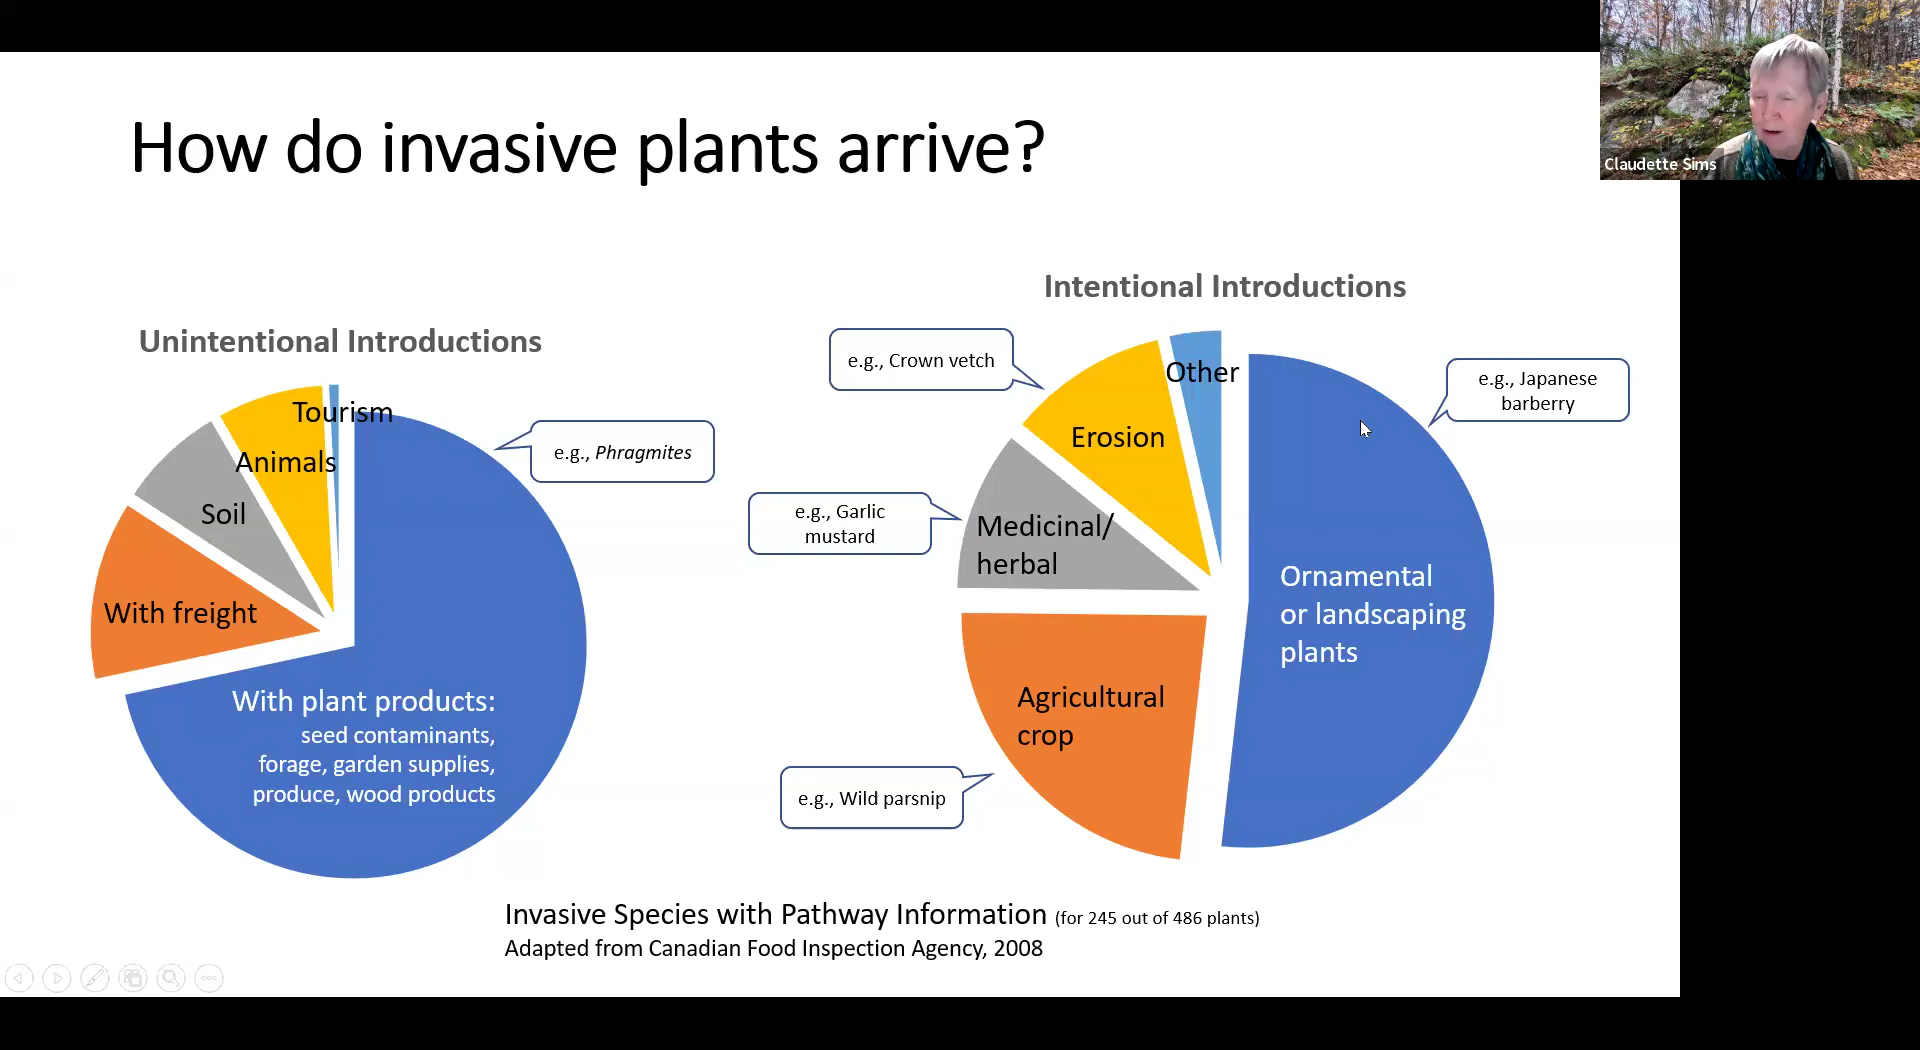 How do invasive plants arrive?
Claudette Sims
Unintentional Introductions
Tourism
Animals
Soil
With freight
With plant products:
seed contaminants,
forage, garden supplies,
produce, wood products
e.g., Phragmites
Intentional Introductions
e.g., Crown vetch
Other
Erosion
e.g., Japanese
barberry
e.g., Garlic
mustard
Medicinal/
herbal
Ornamental
or landscaping
plants
Agricultural
crop
e.g., Wild parsnip
Invasive Species with Pathway Information (for 245 out of 486 plants)
Adapted from Canadian Food Inspection Agency, 2008